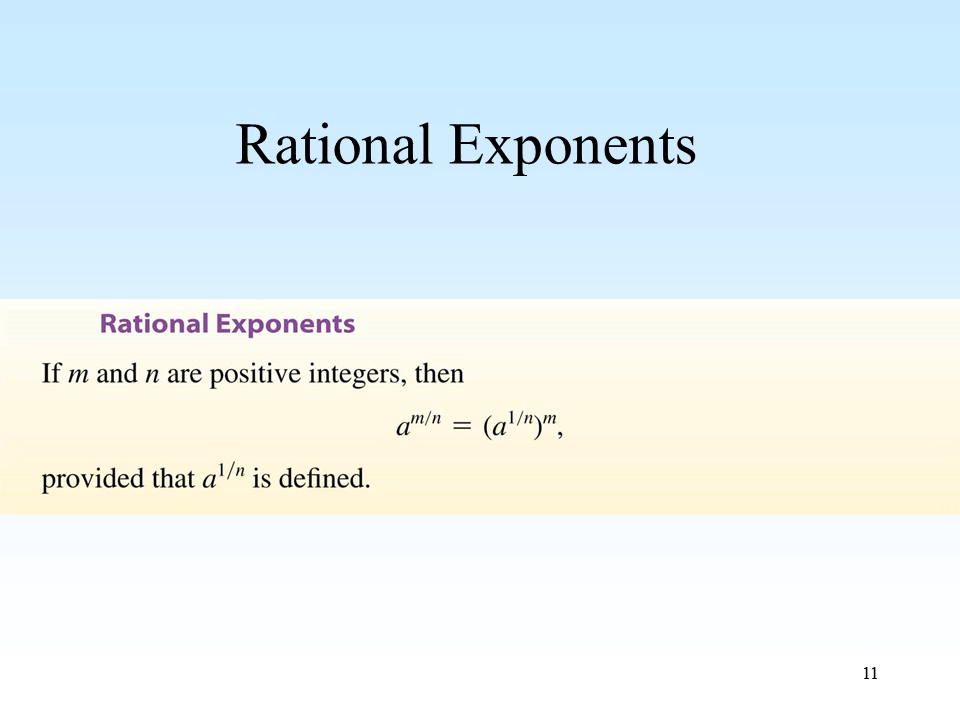 Rational Exponents
Rational Exponents
If m and n are positive integers, then
a^{m/n} = (a^{1/n})^m,
provided that a^{1/n} is defined.
11